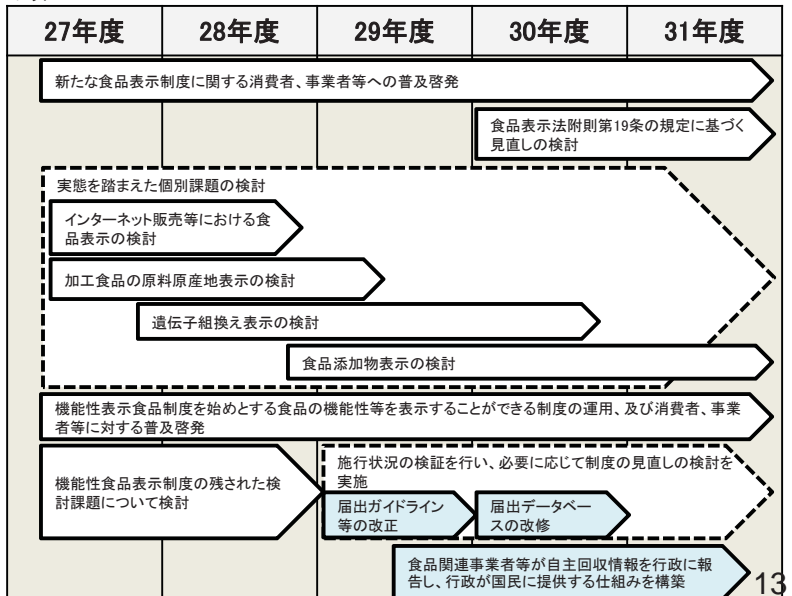 27年度 28年度 29年度 30年度 31年度
新たな食品表示制度に関する消費者、事業者等への普及啓発
食品表示法附則第19条の規定に基づく
見直しの検討
実態を踏まえた個別課題の検討
インターネット販売等における食
品表示の検討
加工食品の原料原産地表示の検討
遺伝子組換え表示の検討
食品添加物表示の検討
機能性表示食品制度を始めとする食品の機能性等を表示することができる制度の運用、及び消費者、事業
者等に対する普及啓発
機能性食品表示制度の残された検
討課題について検討
施行状況の検証を行い、必要に応じて制度の見直しの検討を
実施
届出ガイドライン
等の改正
届出データベー
スの改修
食品関連事業者等が自主回収情報を行政に報
告し、行政が国民に提供する仕組みを構築
13